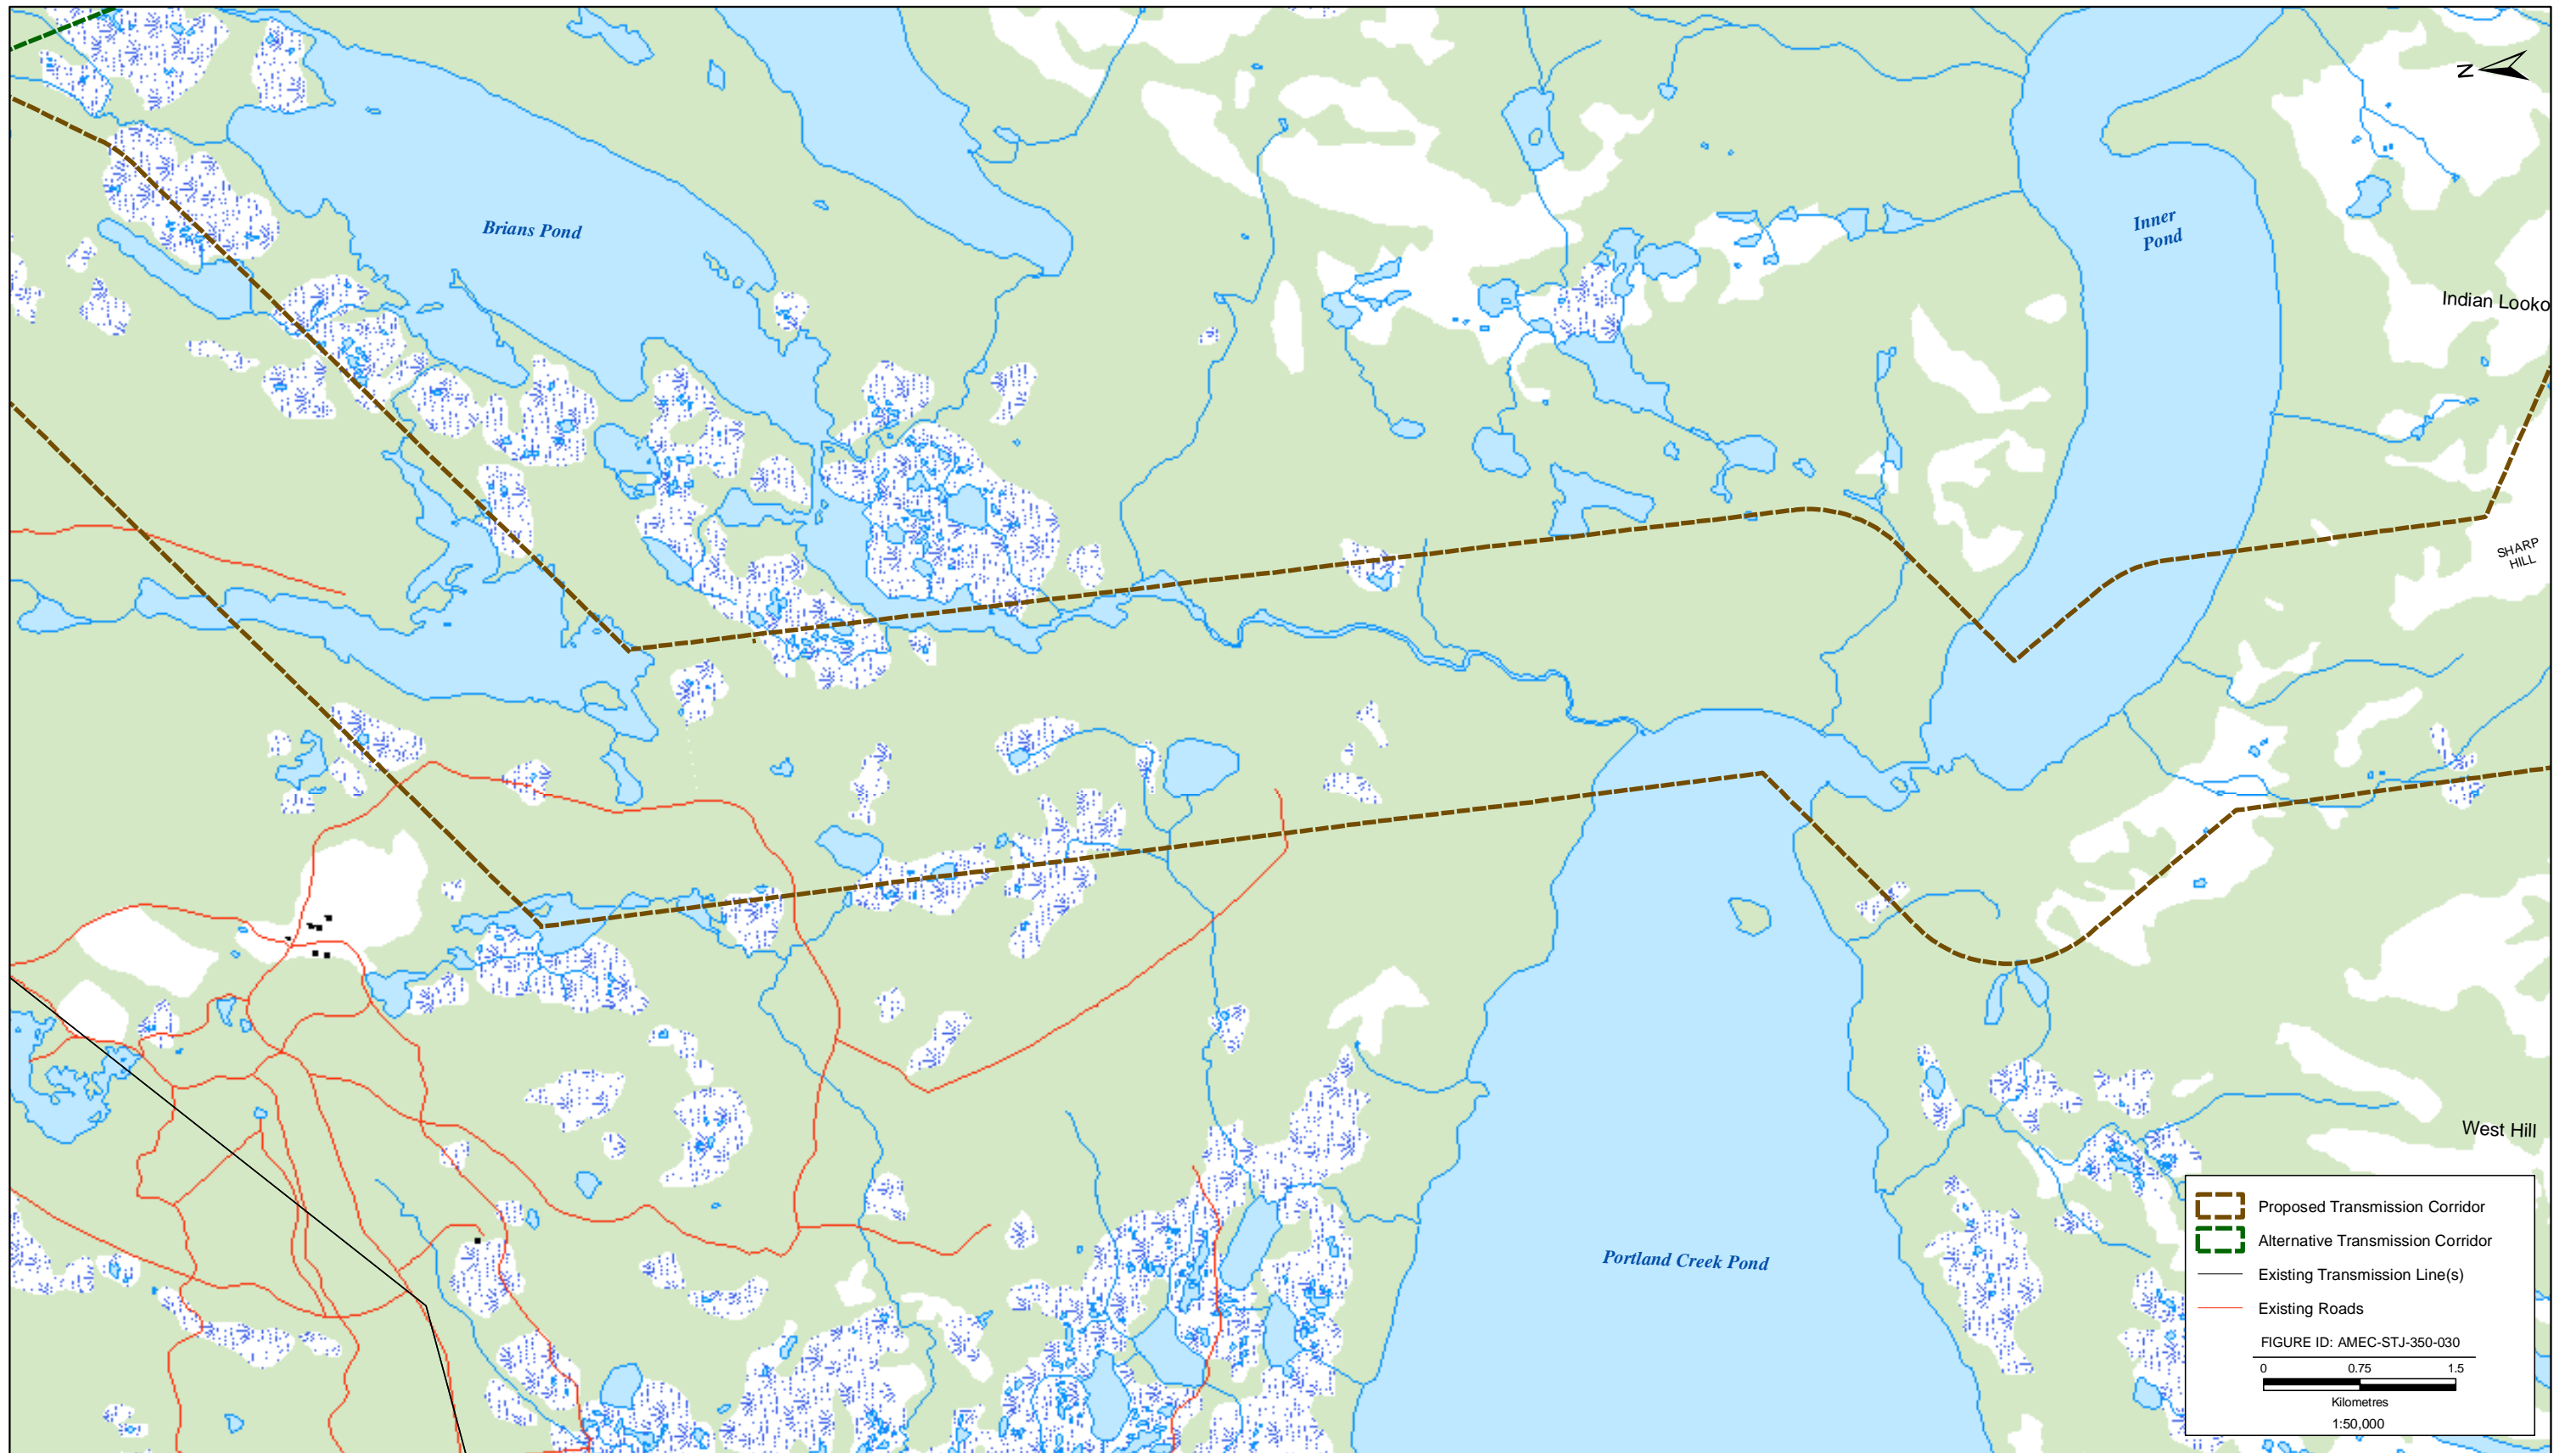 N
Brians Pond
Inner
Pond
Indian Looko
SHARP
HILL
West Hill
Portland Creek Pond
Proposed Transmission Corridor
Alternative Transmission Corridor
Existing Transmission Line(s)
Existing Roads
FIGURE ID: AMEC-STJ-350-030
0 0.75 1.5
Kilometres
1:50,000